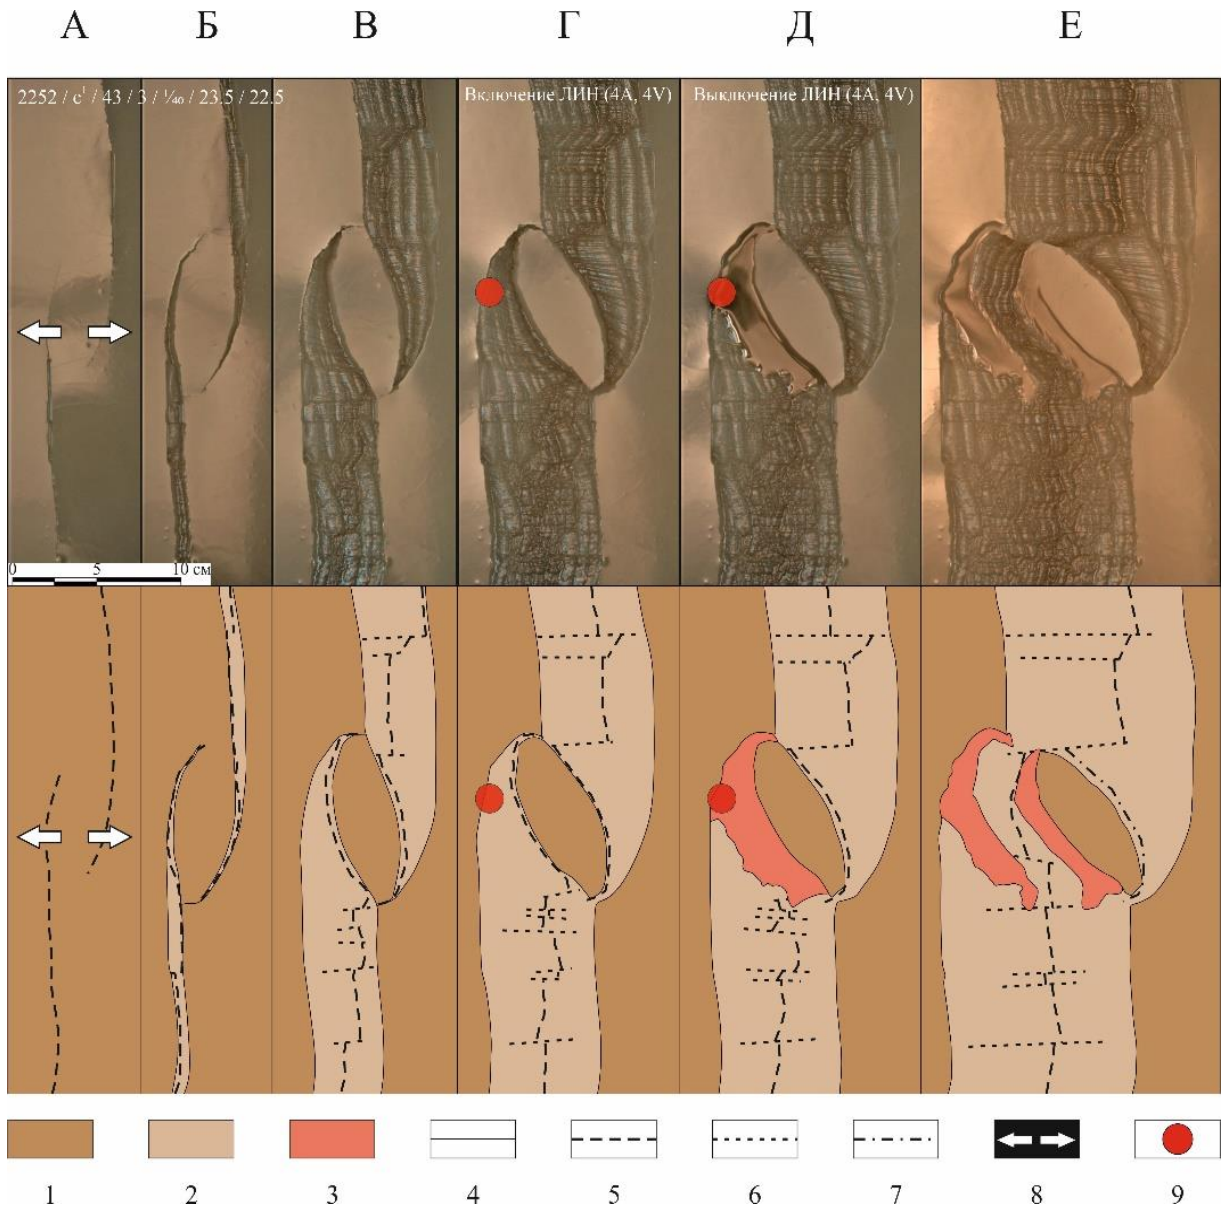 А Б В Г Д Е
2252 / с¹ / 43 / 3 / ¹⁄₄₀ / 23.5 / 22.5
Включение ЛИН (4А, 4V)
Выключение ЛИН (4А, 4V)
0 5 10 см
1 2 3 4 5 6 7 8 9